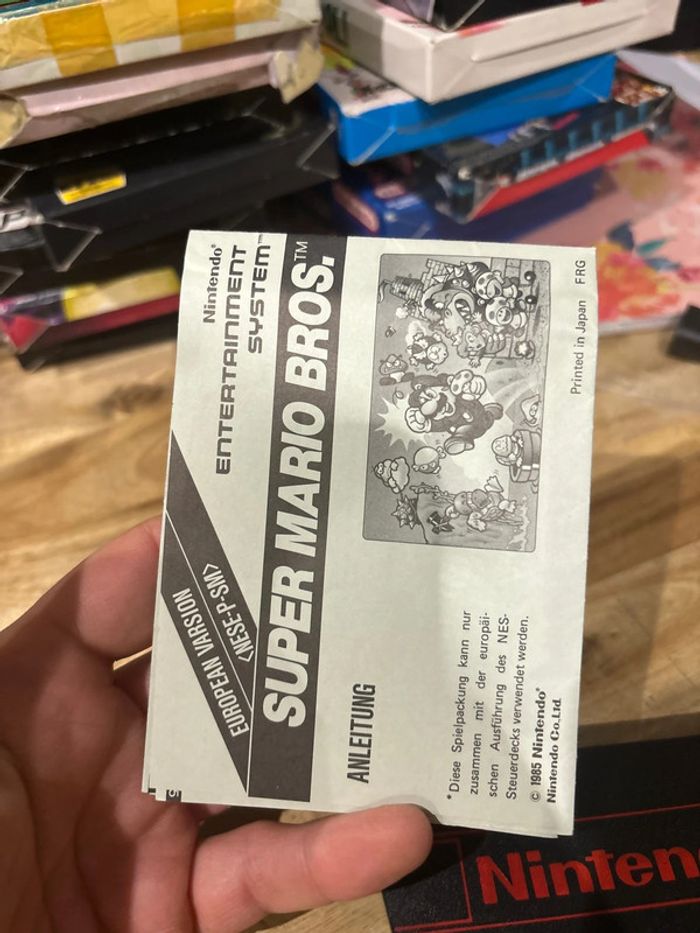 Nintendo®
ENTERTAINMENT
SYSTEM™
EUROPEAN VARSION
<NESE-P-SM>
SUPER MARIO BROS.™
ANLEITUNG
*Diese Spielpackung kann nur
zusammen mit der europäi-
schen Ausführung des NES-
Steuerdecks verwendet werden.
© 1985 Nintendo®
Nintendo Co.,Ltd.
Printed in Japan FRG
5
Ninten